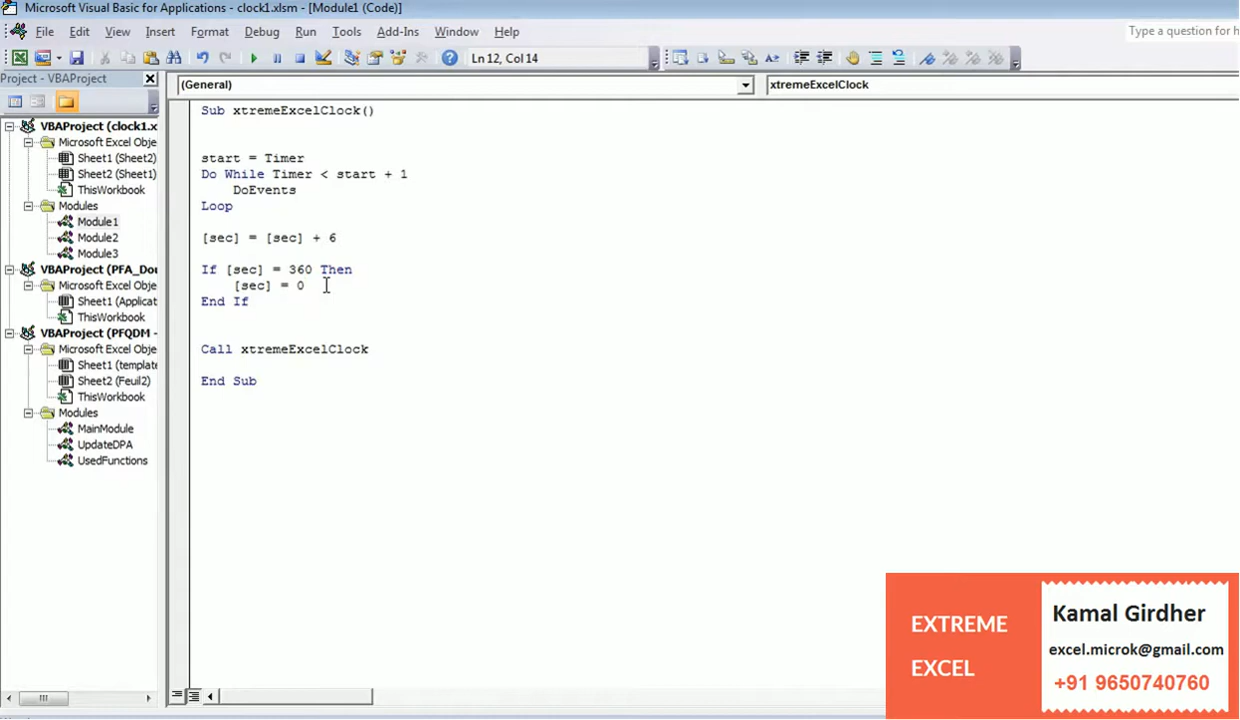 Microsoft Visual Basic for Applications - clock1.xlsm - [Module1 (Code)]
File Edit View Insert Format Debug Run Tools Add-Ins Window Help
Type a question for h
Ln 12, Col 14
Project - VBAProject
(General)
xtremeExcelClock
VBAProject (clock1.x
Microsoft Excel Obje
Sheet1 (Sheet2)
Sheet2 (Sheet1)
ThisWorkbook
Modules
Module1
Module2
Module3
VBAProject (PFA_Dou
Microsoft Excel Obje
Sheet1 (Applicat
ThisWorkbook
VBAProject (PFQDM -
Microsoft Excel Obje
Sheet1 (template
Sheet2 (Feuil2)
ThisWorkbook
Modules
MainModule
UpdateDPA
UsedFunctions
Sub xtremeExcelClock()
start = Timer
Do While Timer < start + 1
DoEvents
Loop
[sec] = [sec] + 6
If [sec] = 360 Then
[sec] = 0
End If
Call xtremeExcelClock
End Sub
EXTREME
EXCEL
Kamal Girdher
excel.microk@gmail.com
+91 9650740760